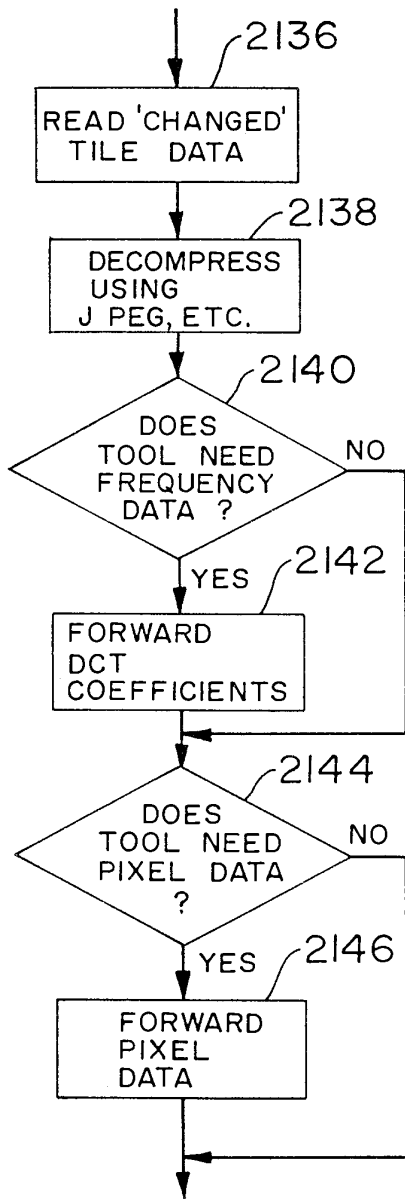 2136
READ 'CHANGED'
TILE DATA
2138
DECOMPRESS
USING
J PEG, ETC.
2140
DOES
TOOL NEED
FREQUENCY
DATA ?
NO
YES
2142
FORWARD
DCT
COEFFICIENTS
2144
DOES
TOOL NEED
PIXEL DATA
?
NO
YES
2146
FORWARD
PIXEL
DATA